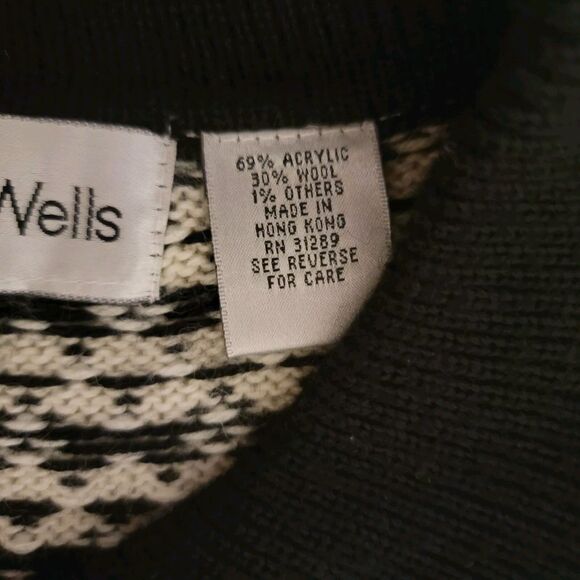 Wells
69% ACRYLIC
30% WOOL
1% OTHERS
MADE IN
HONG KONG
RN 31289
SEE REVERSE
FOR CARE